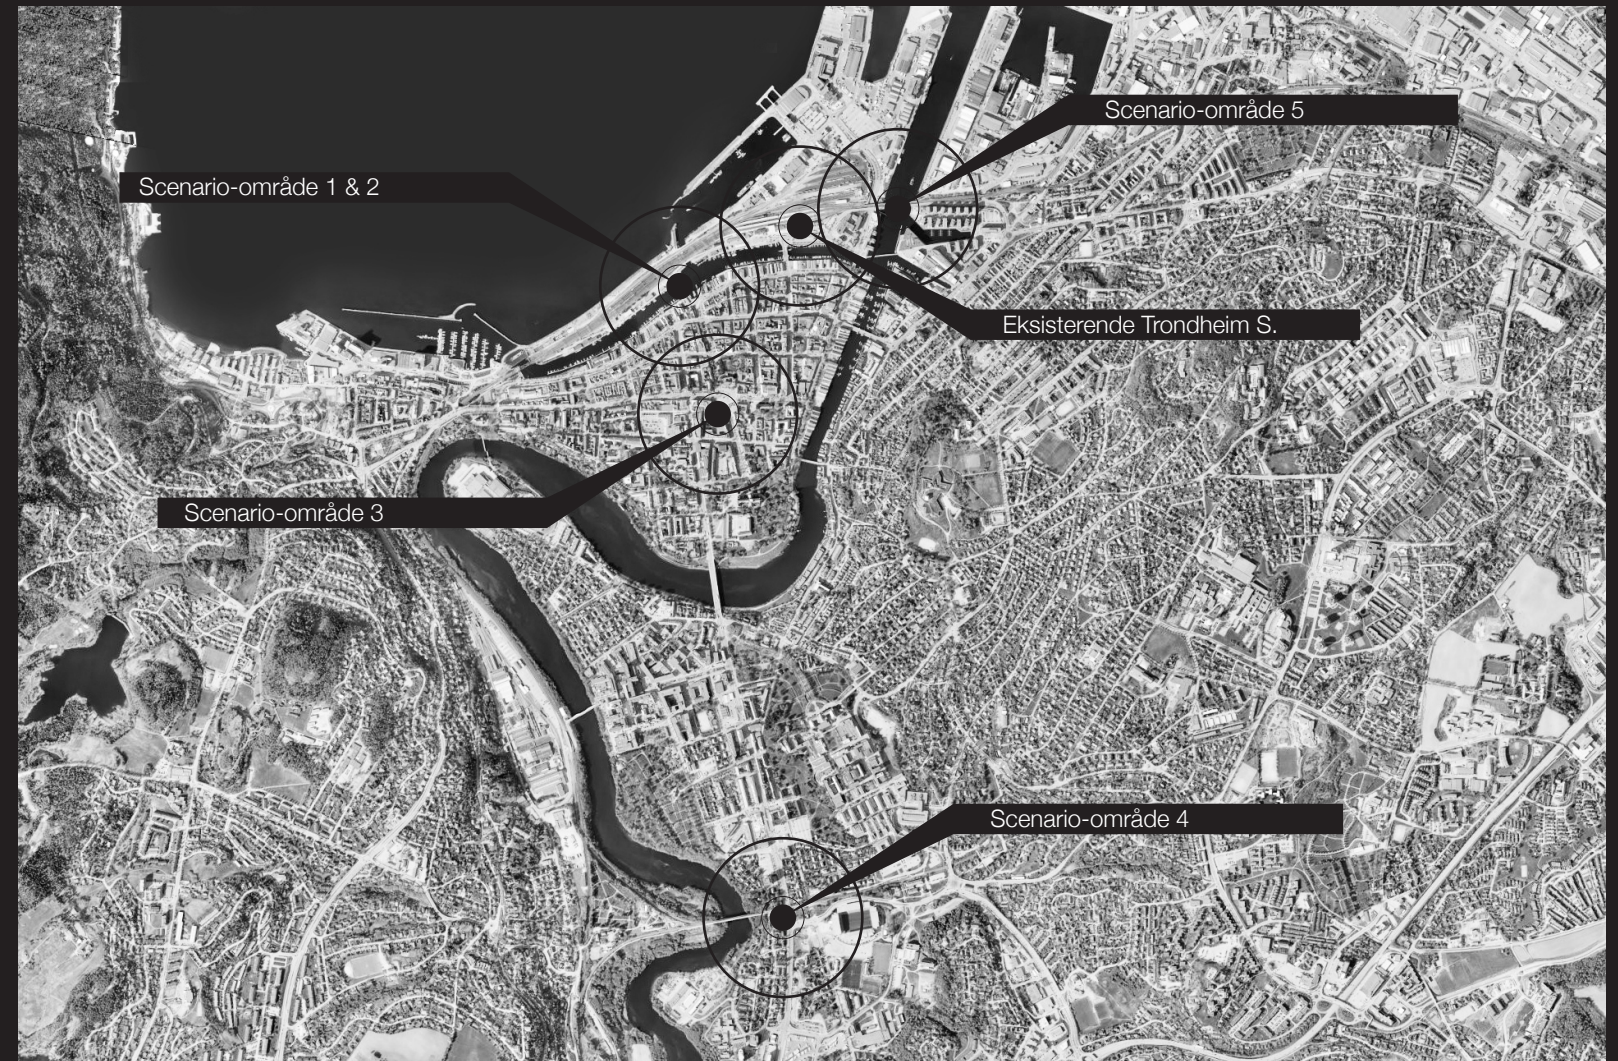 Scenario-område 5
Scenario-område 1 & 2
Eksisterende Trondheim S.
Scenario-område 3
Scenario-område 4